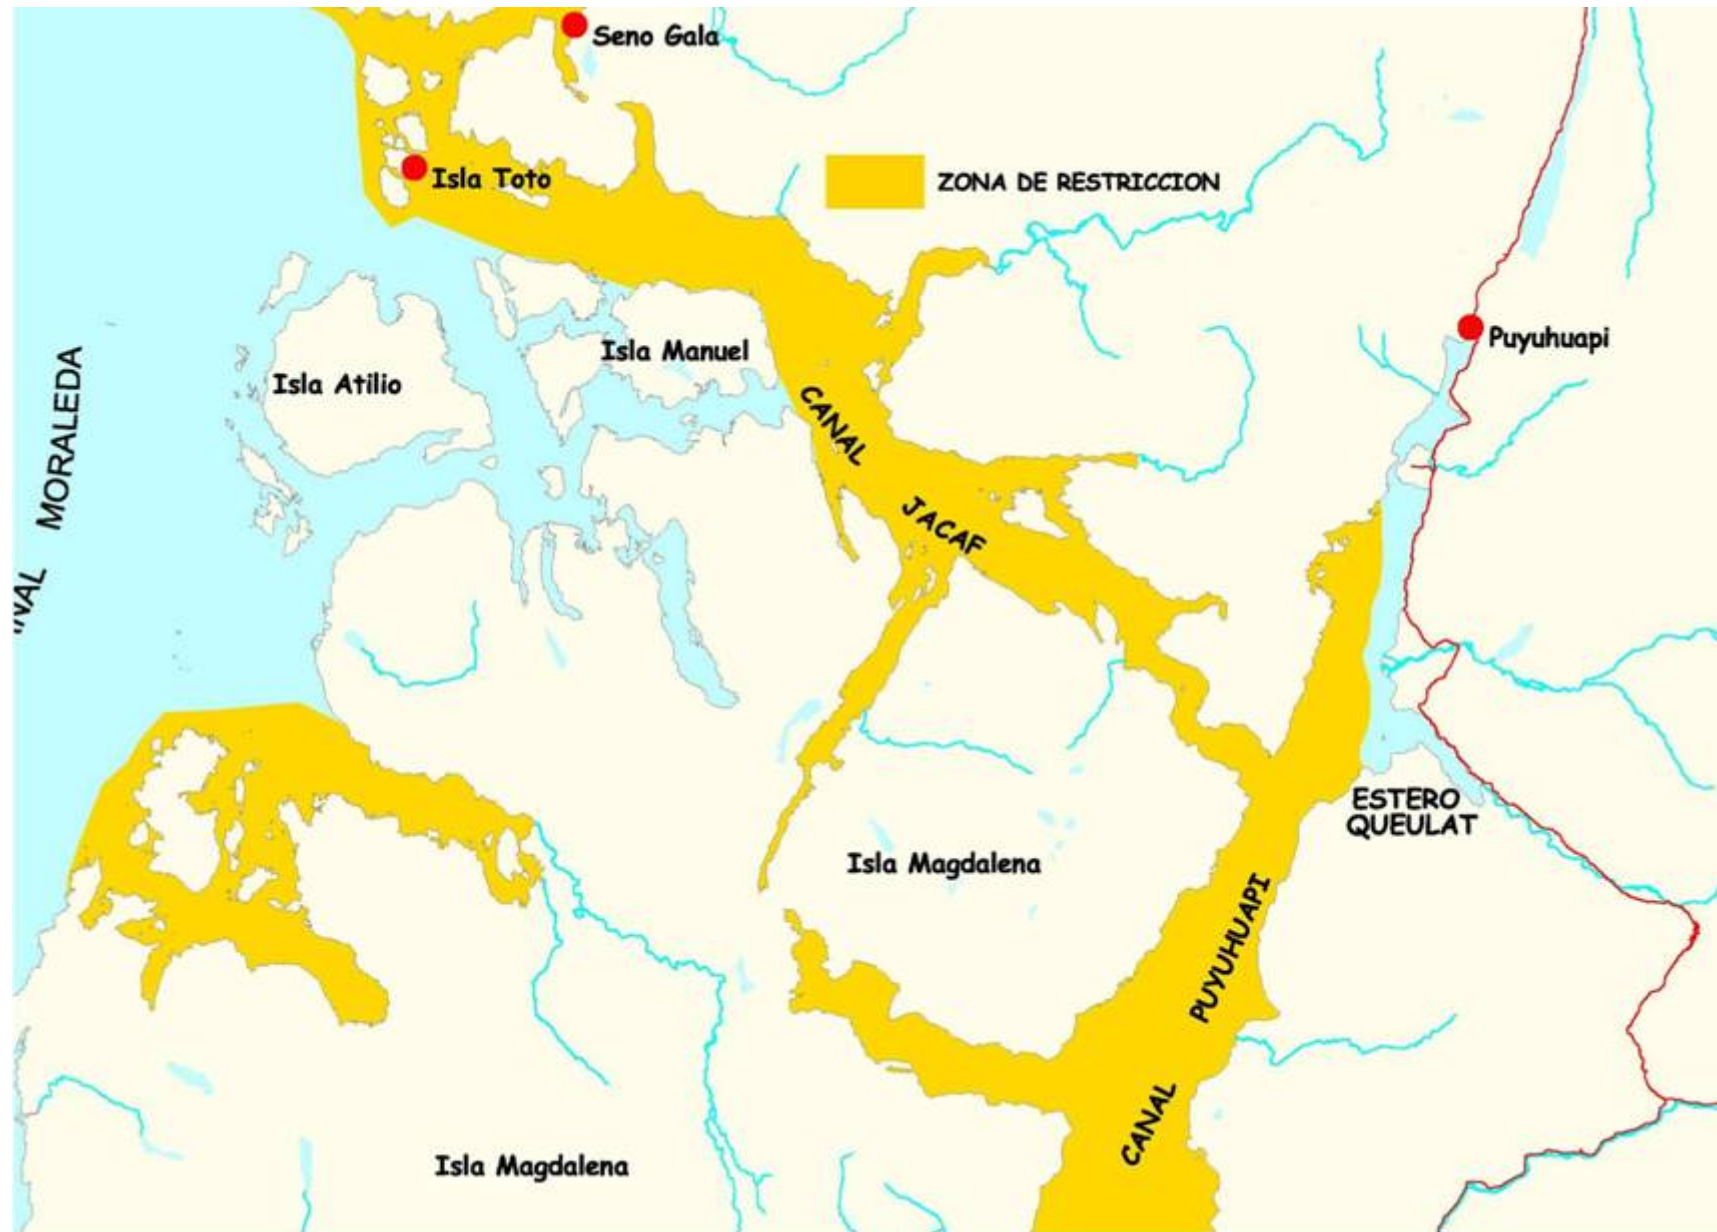 Seno Gala
Isla Toto
ZONA DE RESTRICCION
Puyuhuapi
Isla Manuel
Isla Atilio
MORALEDA
CANAL
JACAF
ESTERO
QUEULAT
Isla Magdalena
PUYUHUAPI
CANAL
Isla Magdalena